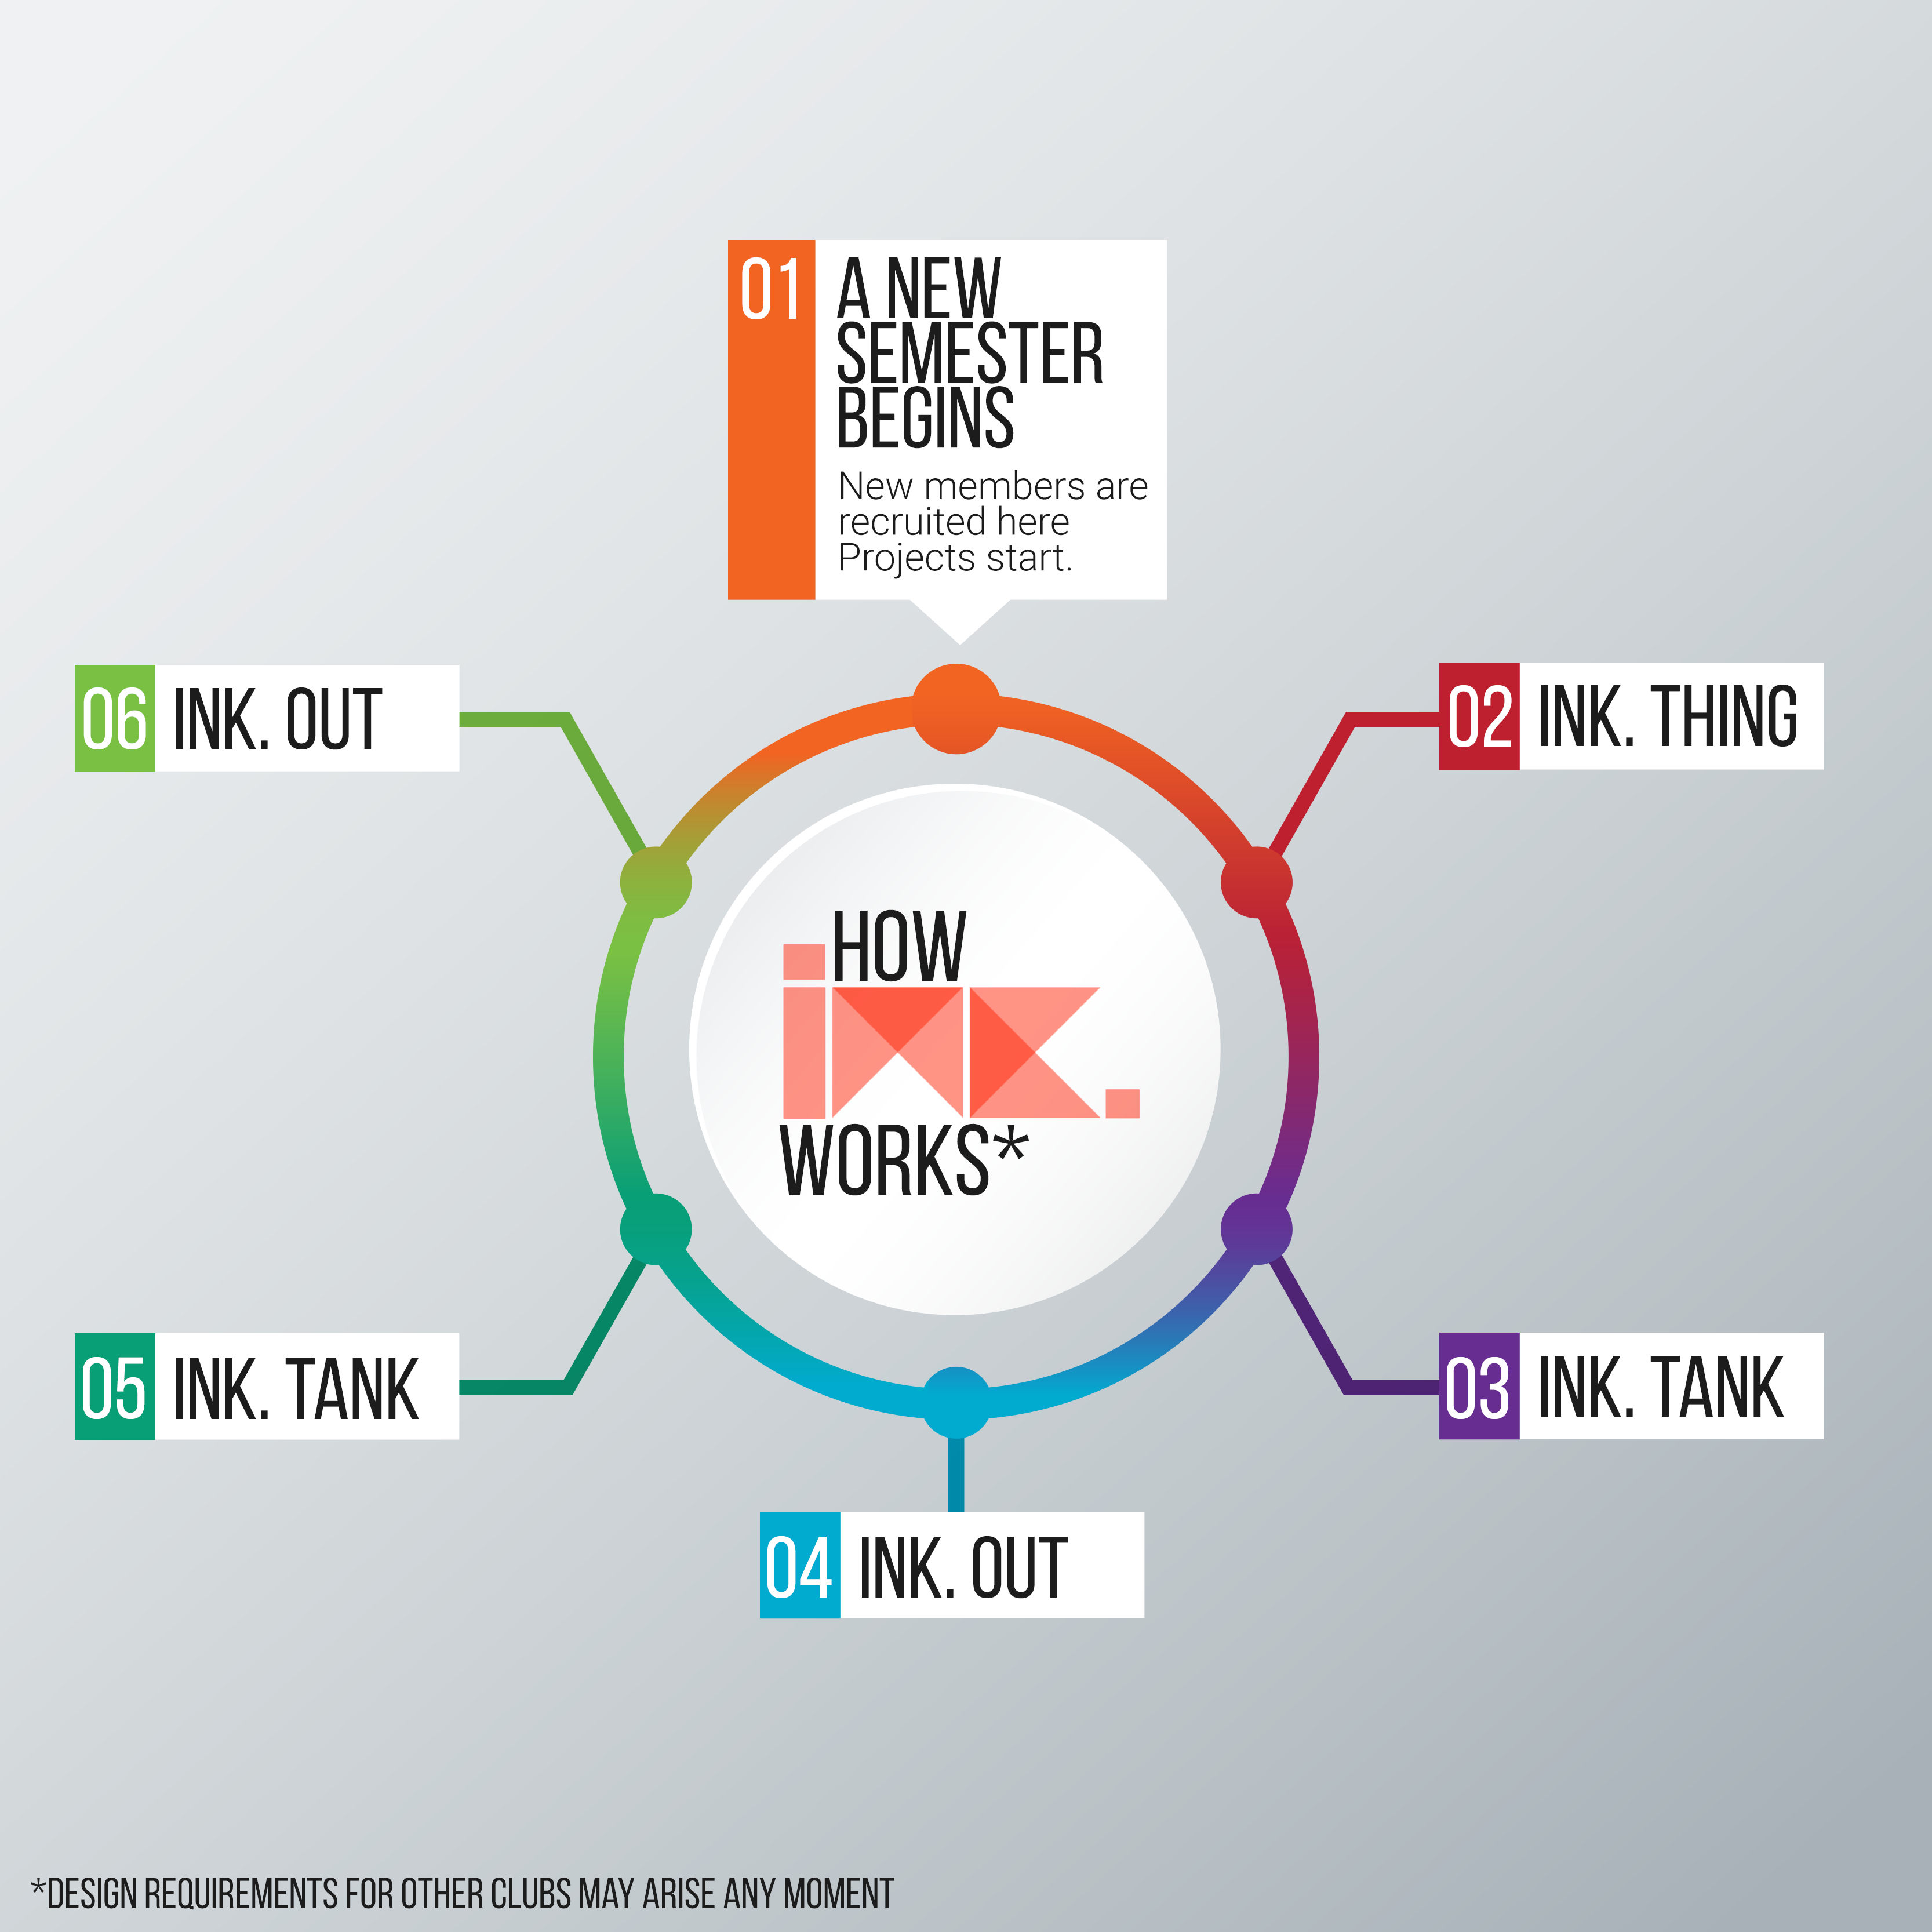 01
A NEW
SEMESTER
BEGINS
New members are
recruited here
Projects start.
06 INK. OUT
02 INK. THING
HOW
ink.
WORKS*
05 INK. TANK
03 INK. TANK
04 INK. OUT
*DESIGN REQUIREMENTS FOR OTHER CLUBS MAY ARISE ANY MOMENT